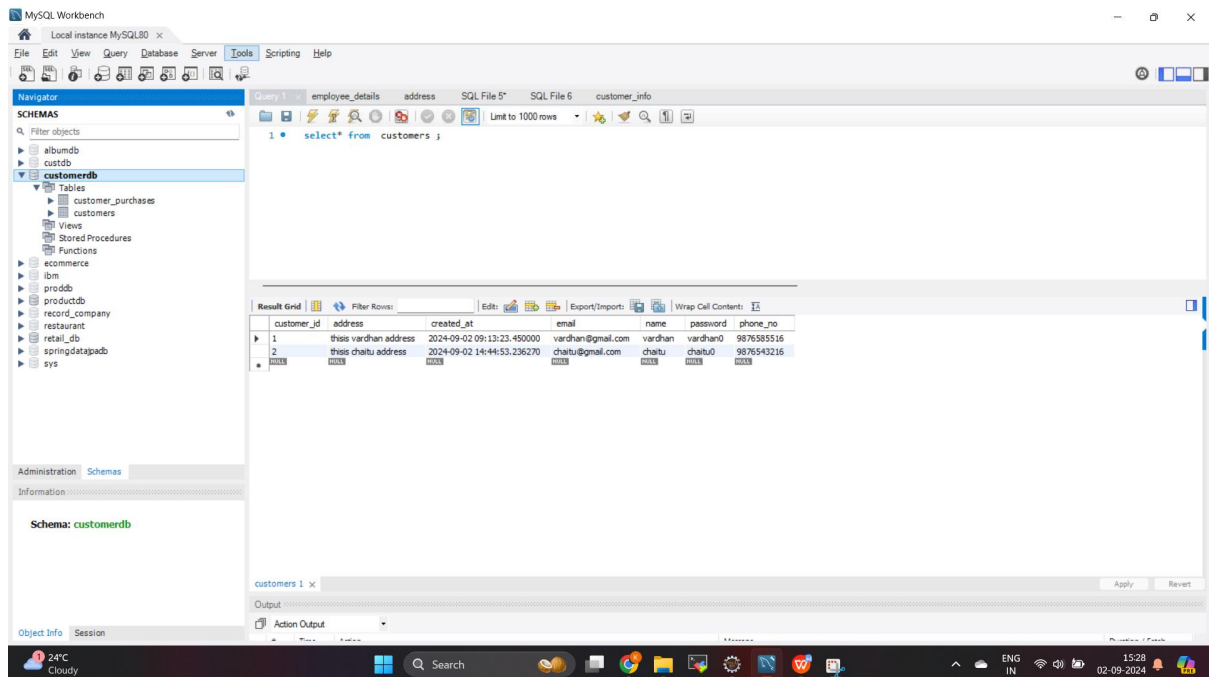 MySQL Workbench
Local instance MySQL80
File Edit View Query Database Server Tools Scripting Help
Navigator
SCHEMAS
Filter objects
albumdb
custdb
customerdb
Tables
customer_purchases
customers
Views
Stored Procedures
Functions
ecommerce
ibm
proddb
productdb
record_company
restaurant
retail_db
springdatajpadb
sys
Administration Schemas
Information
Schema: customerdb
Object Info Session
Query 1 employee_details address SQL File 5* SQL File 6 customer_info
Limit to 1000 rows
1 select* from customers ;
Result Grid Filter Rows: Edit: Export/Import: Wrap Cell Content:
customer_id address created_at email name password phone_no
1 thisis vardhan address 2024-09-02 09:13:23.450000 vardhan@gmail.com vardhan vardhan0 9876585516
2 thisis chaitu address 2024-09-02 14:44:53.236270 chaitu@gmail.com chaitu chaitu0 9876543216
NULL NULL NULL NULL NULL NULL NULL
customers 1 Apply Revert
Output
Action Output
# Time Action Message Duration / Fetch
1
24°C
Cloudy
Search
ENG
IN
15:28
02-09-2024
PRE